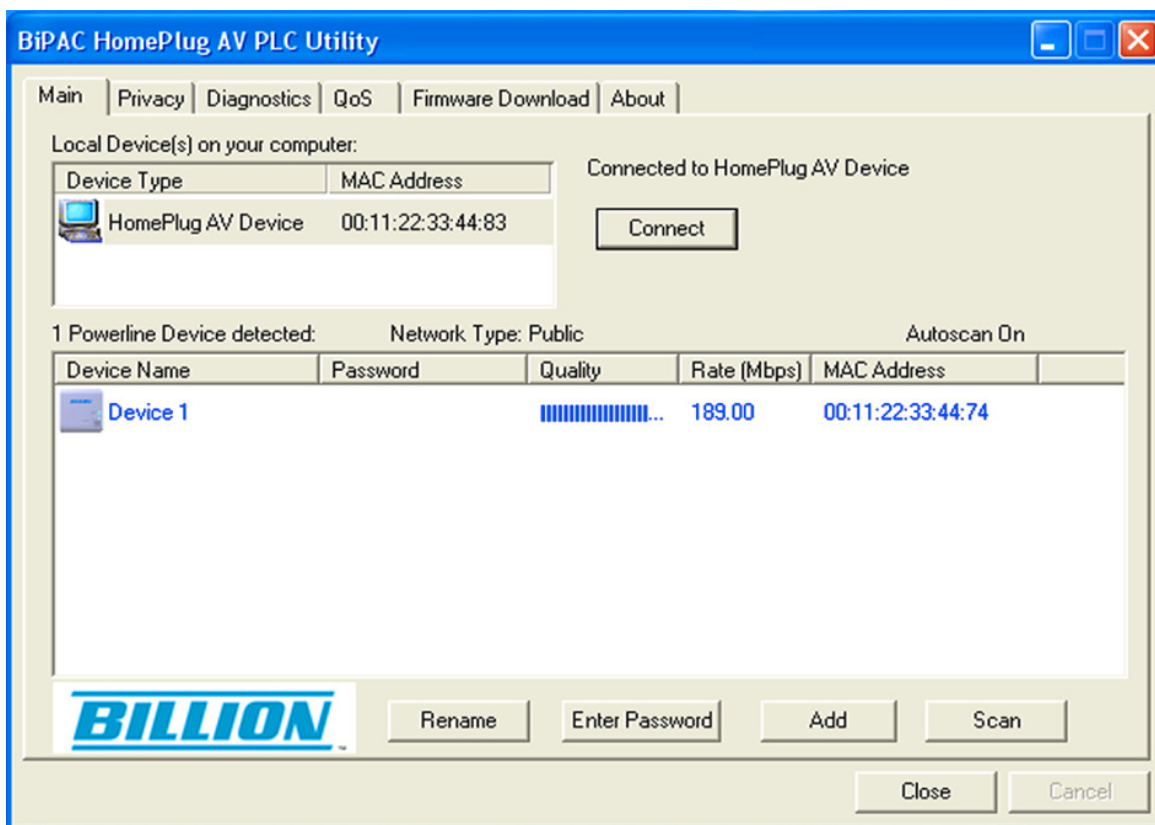 BiPAC HomePlug AV PLC Utility
Main Privacy Diagnostics QoS Firmware Download About
Local Device(s) on your computer:
Device Type MAC Address
HomePlug AV Device 00:11:22:33:44:83
Connected to HomePlug AV Device
Connect
1 Powerline Device detected: Network Type: Public Autoscan On
Device Name Password Quality Rate (Mbps) MAC Address
Device 1 ... 189.00 00:11:22:33:44:74
BILLION
Rename Enter Password Add Scan
Close Cancel